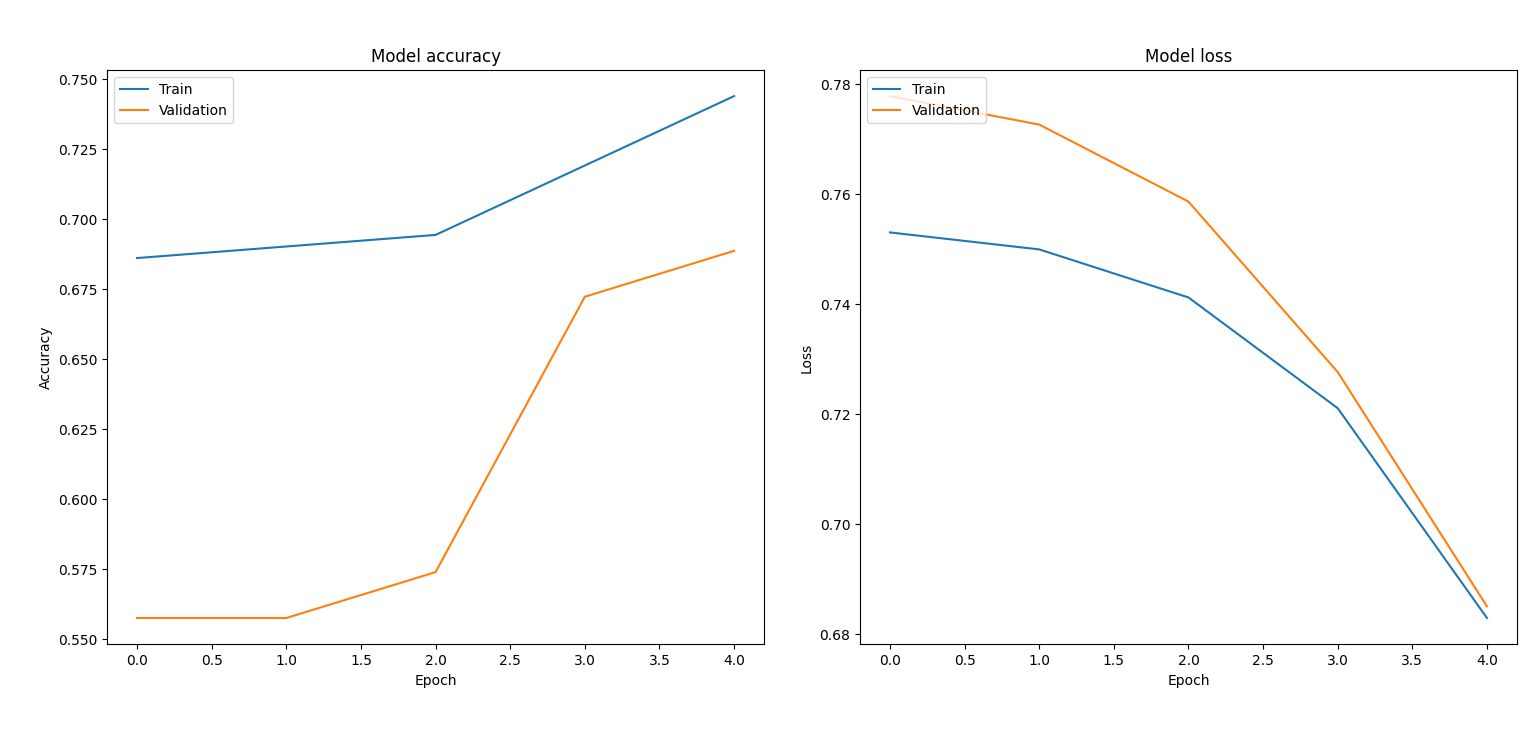 Model accuracy
Train
Validation
0.750
0.725
0.700
0.675
0.650
0.625
0.600
0.575
0.550
Accuracy
0.0 0.5 1.0 1.5 2.0 2.5 3.0 3.5 4.0
Epoch
Model loss
Train
Validation
0.78
0.76
0.74
0.72
0.70
0.68
Loss
0.0 0.5 1.0 1.5 2.0 2.5 3.0 3.5 4.0
Epoch